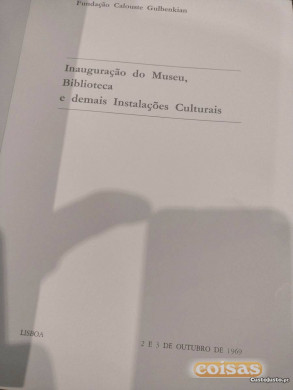 Fundação Calouste Gulbenkian
Inauguração do Museu,
Biblioteca
e demais Instalações Culturais
LISBOA
2 E 3 DE OUTUBRO DE 1969
coisas